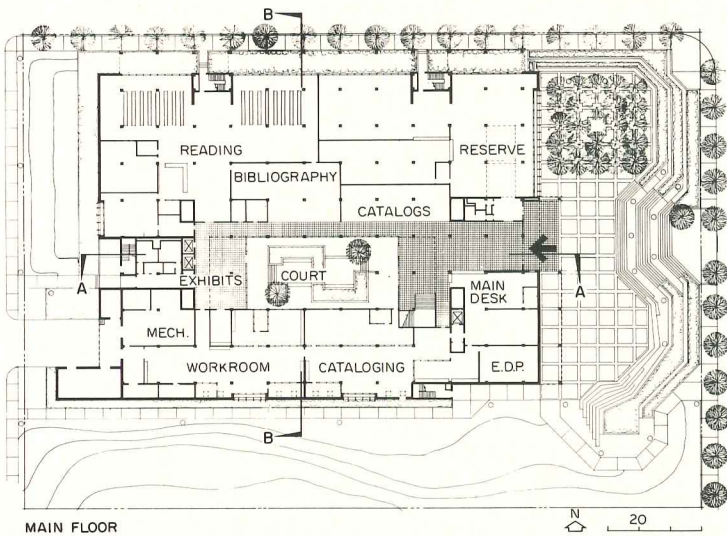 B
READING
RESERVE
BIBLIOGRAPHY
CATALOGS
A
EXHIBITS
COURT
MAIN
DESK
A
MECH.
WORKROOM
CATALOGING
E.D.P.
B
MAIN FLOOR
N
20